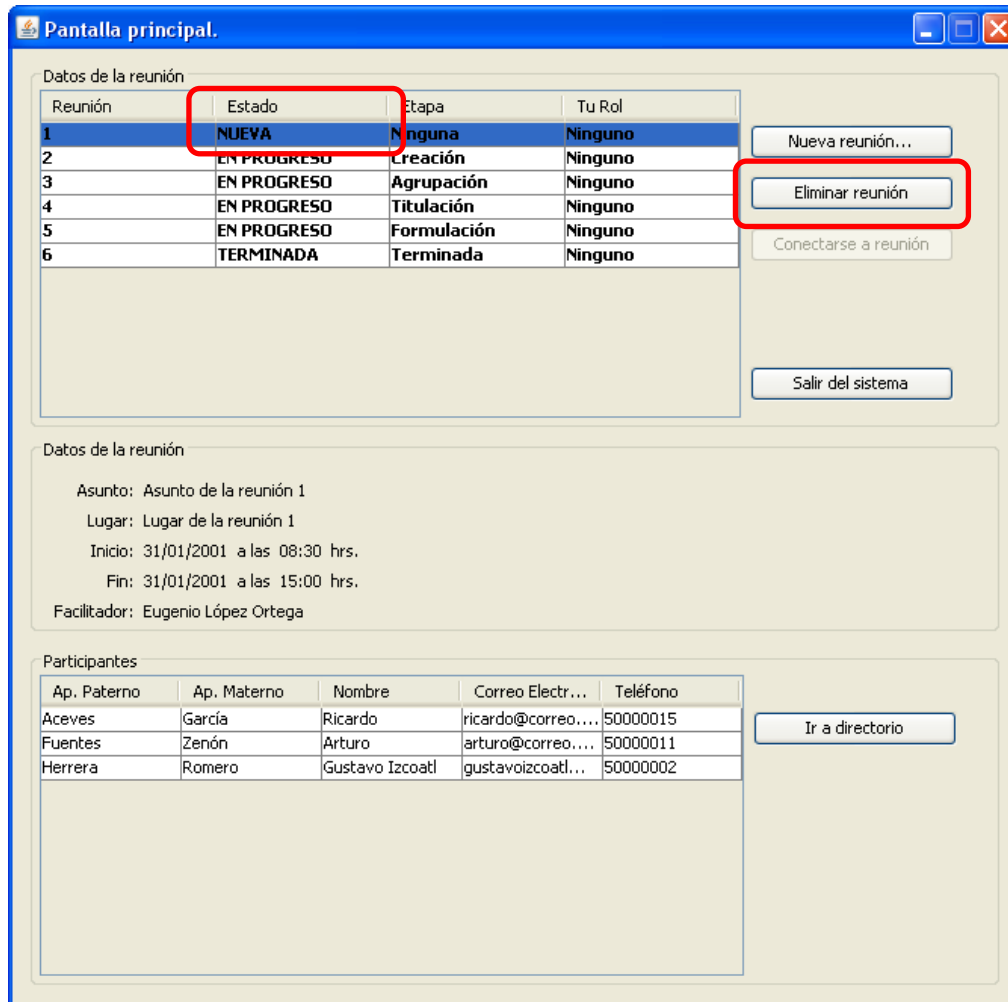 Pantalla principal.
Datos de la reunión
Reunión Estado Etapa Tu Rol
1 NUEVA Ninguna Ninguno
2 EN PROGRESO Creación Ninguno
3 EN PROGRESO Agrupación Ninguno
4 EN PROGRESO Titulación Ninguno
5 EN PROGRESO Formulación Ninguno
6 TERMINADA Terminada Ninguno
Nueva reunión...
Eliminar reunión
Conectarse a reunión
Salir del sistema
Datos de la reunión
Asunto: Asunto de la reunión 1
Lugar: Lugar de la reunión 1
Inicio: 31/01/2001 a las 08:30 hrs.
Fin: 31/01/2001 a las 15:00 hrs.
Facilitador: Eugenio López Ortega
Participantes
Ap. Paterno Ap. Materno Nombre Correo Electr... Teléfono
Aceves García Ricardo ricardo@correo.... 50000015
Fuentes Zenón Arturo arturo@correo.... 50000011
Herrera Romero Gustavo Izcoatl gustavoizcoatl... 50000002
Ir a directorio